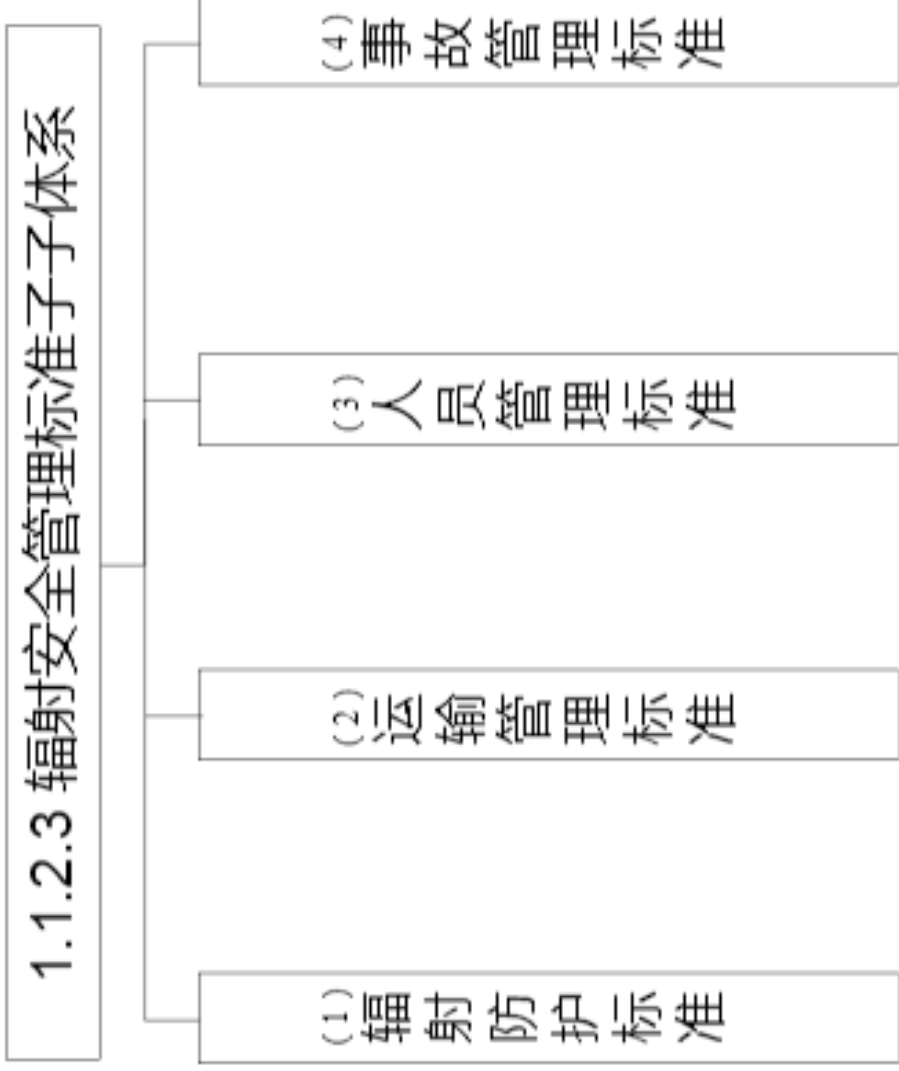 1.1.2.3 辐射安全管理标准子子体系
(1) 辐射防护标准
(2) 运输管理标准
(3) 人员管理标准
(4) 事故管理标准